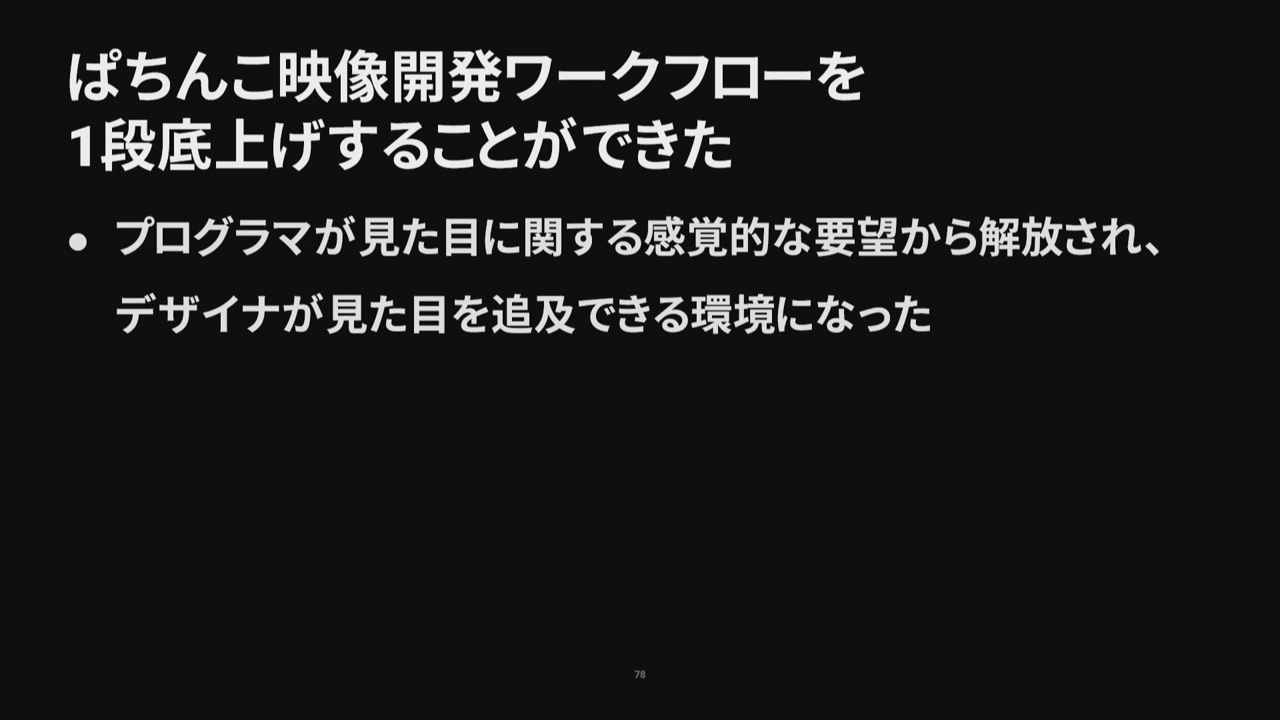 ぱちんこ映像開発ワークフローを
1段底上げすることができた
● プログラマが見た目に関する感覚的な要望から解放され、
デザイナが見た目を追及できる環境になった
78